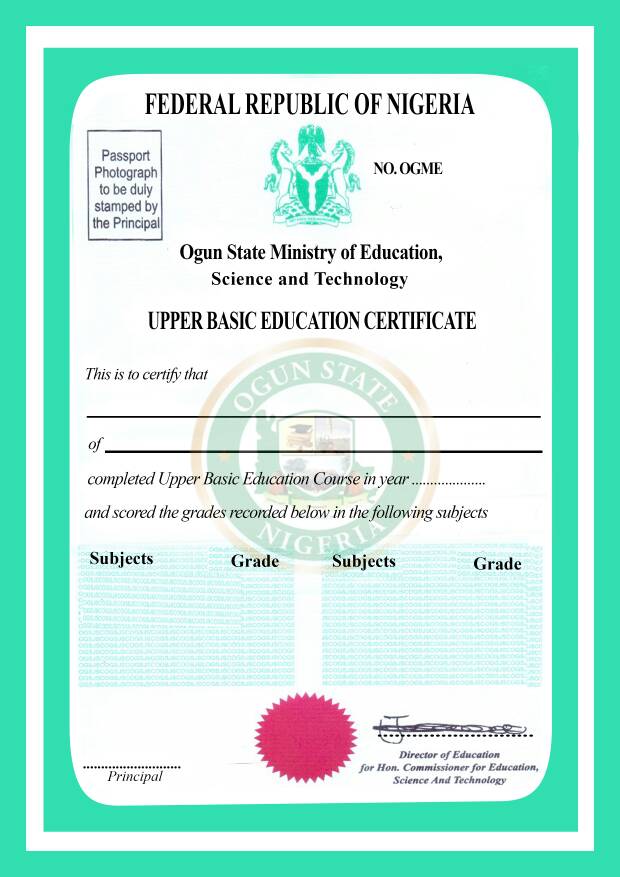 FEDERAL REPUBLIC OF NIGERIA
Passport
Photograph
to be duly
stamped by
the Principal
NO. OGME
Ogun State Ministry of Education,
Science and Technology
UPPER BASIC EDUCATION CERTIFICATE
This is to certify that
OGUN STATE
NIGERIA
of
completed Upper Basic Education Course in year ....................
and scored the grades recorded below in the following subjects
Subjects Grade Subjects Grade
Principal
Director of Education
for Hon. Commissioner for Education,
Science And Technology